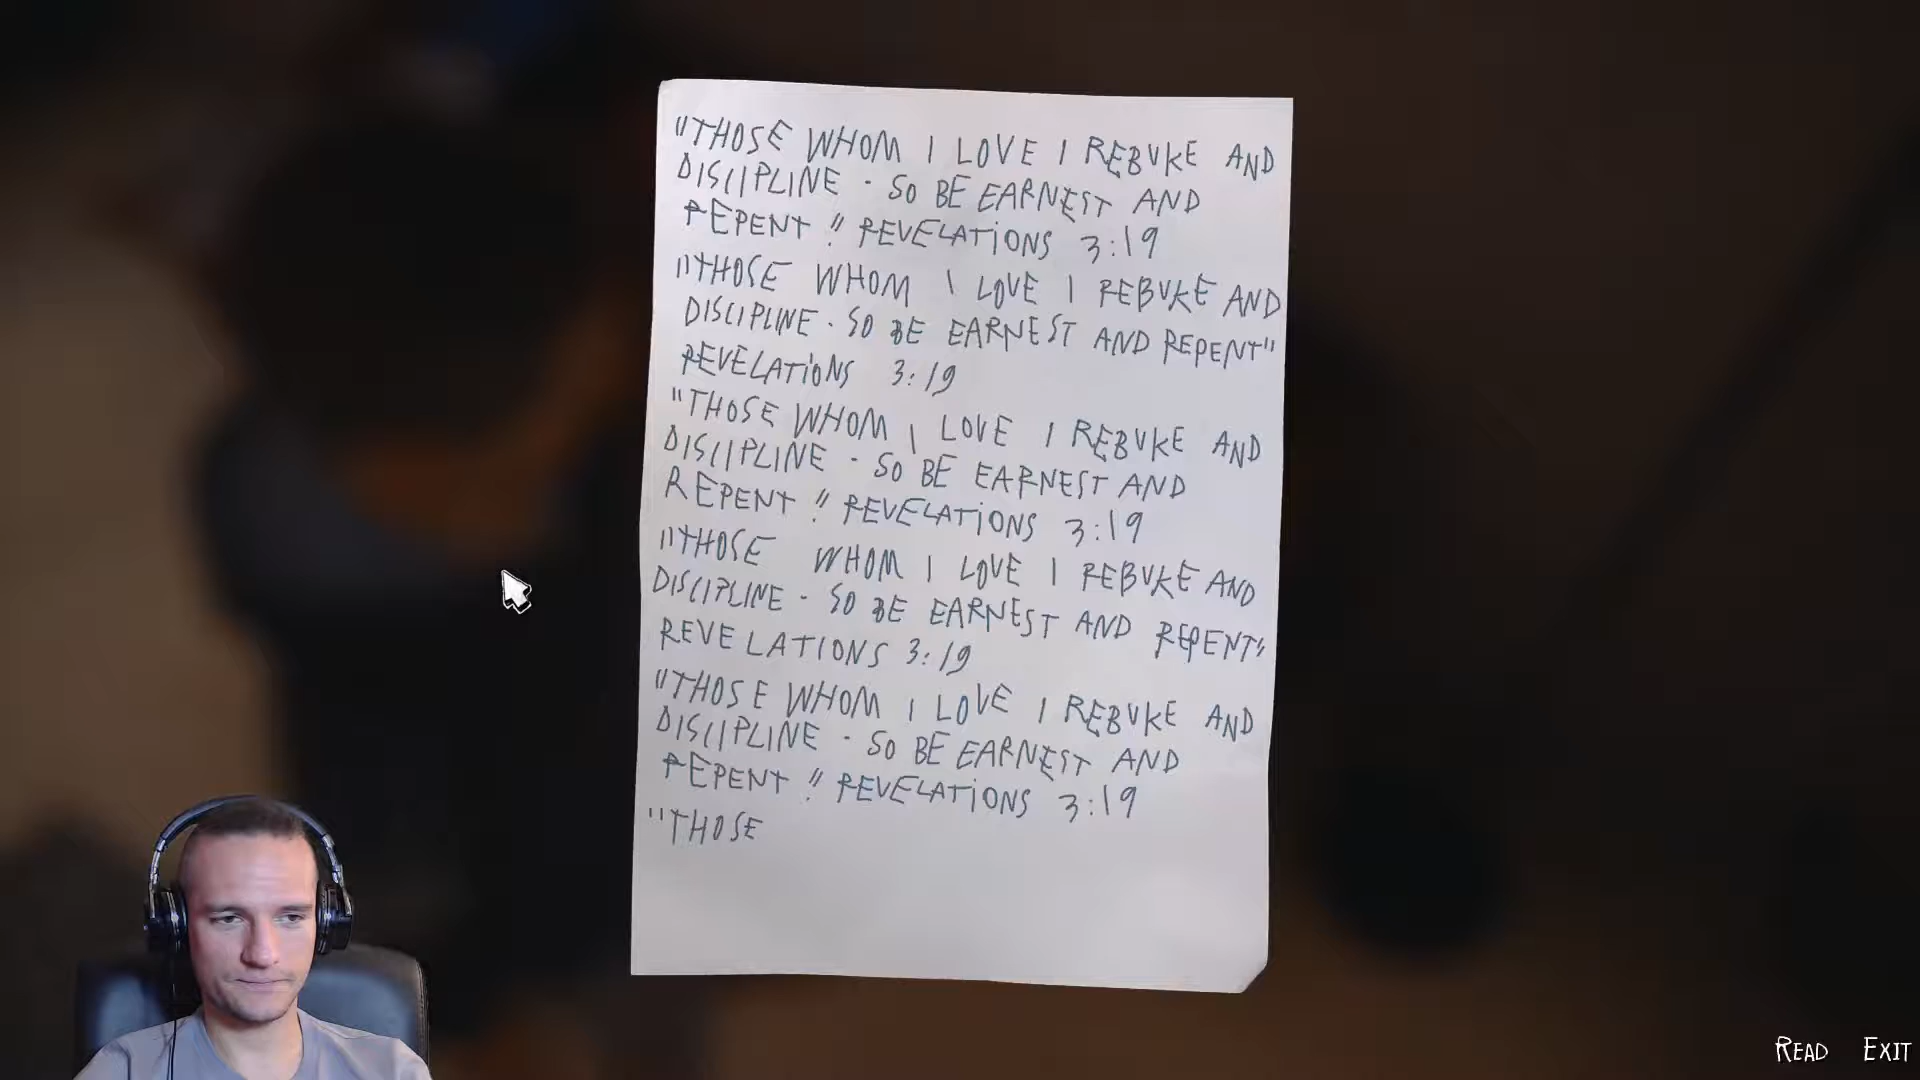 "THOSE WHOM I LOVE I REBUKE AND
DISCIPLINE - SO BE EARNEST AND
REPENT." REVELATIONS 3:19
"THOSE WHOM I LOVE I REBUKE AND
DISCIPLINE - SO BE EARNEST AND REPENT"
REVELATIONS 3:19
"THOSE WHOM I LOVE I REBUKE AND
DISCIPLINE - SO BE EARNEST AND
REPENT." REVELATIONS 3:19
"THOSE WHOM I LOVE I REBUKE AND
DISCIPLINE - SO BE EARNEST AND REPENT"
REVELATIONS 3:19
"THOSE WHOM I LOVE I REBUKE AND
DISCIPLINE - SO BE EARNEST AND
REPENT." REVELATIONS 3:19
"THOSE
READ EXIT